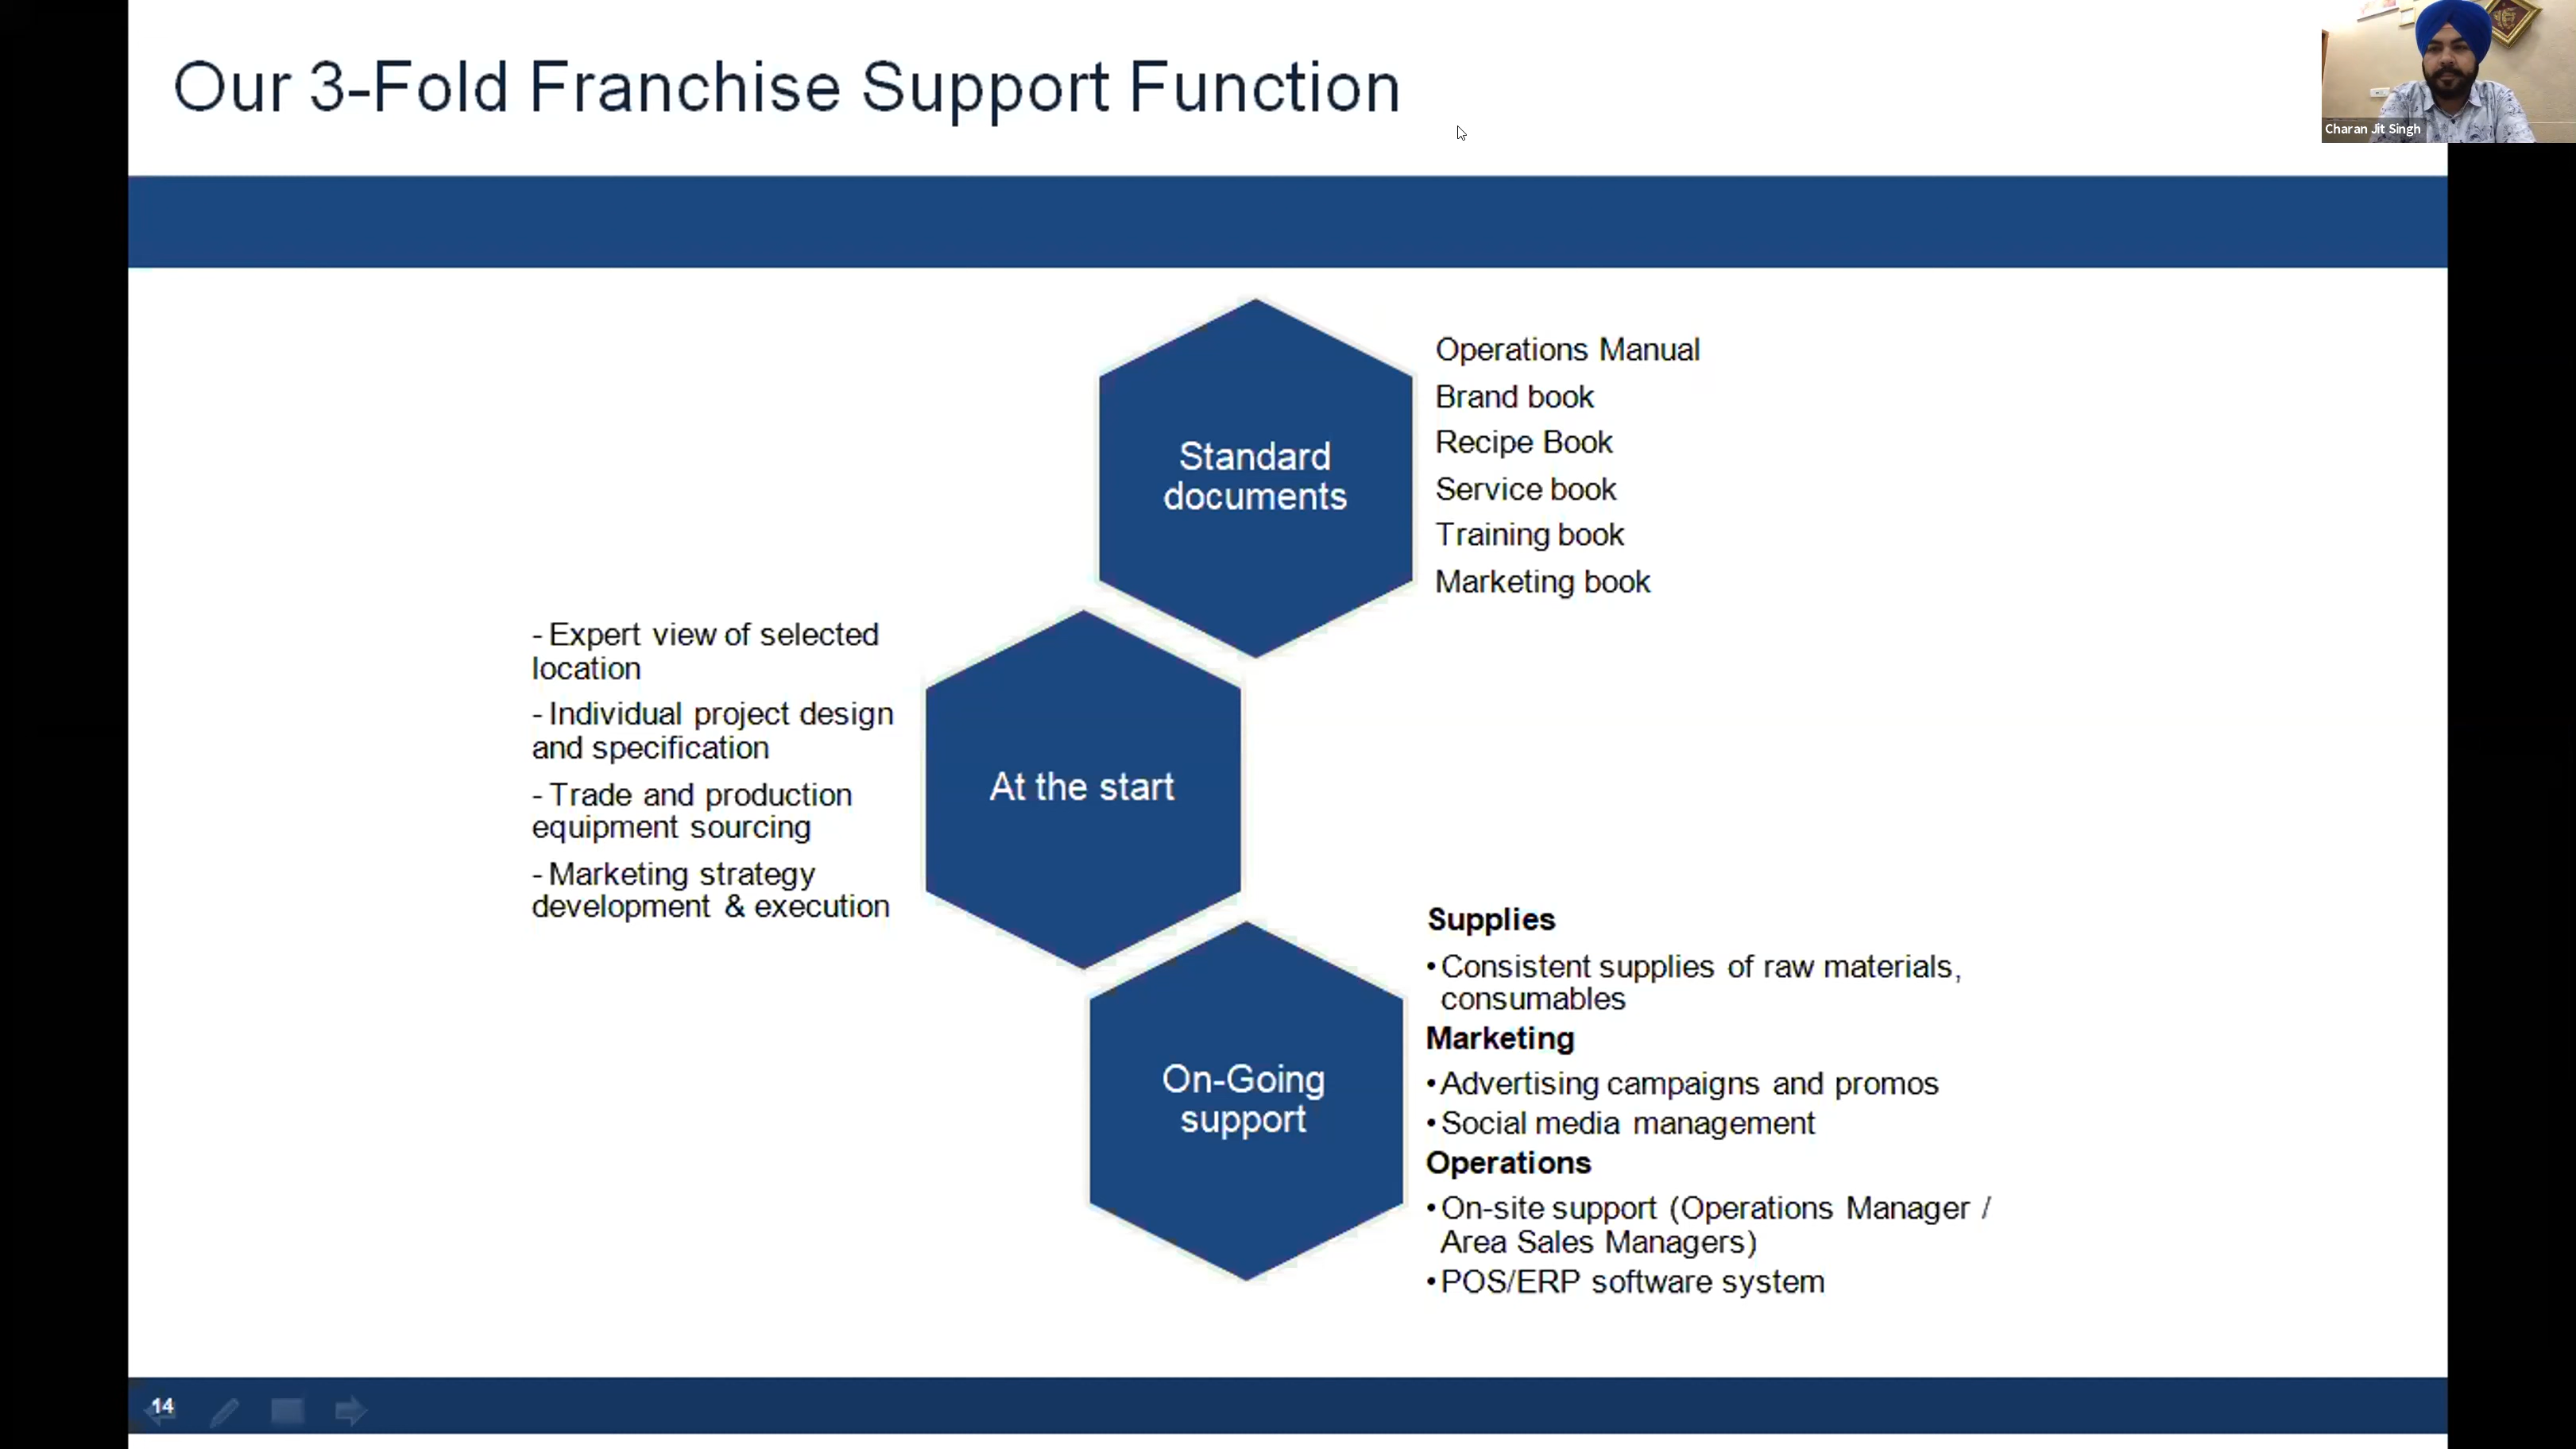 Our 3-Fold Franchise Support Function
Charan Jit Singh
Standard
documents
Operations Manual
Brand book
Recipe Book
Service book
Training book
Marketing book
At the start
- Expert view of selected
location
- Individual project design
and specification
- Trade and production
equipment sourcing
- Marketing strategy
development & execution
On-Going
support
Supplies
• Consistent supplies of raw materials,
consumables
Marketing
• Advertising campaigns and promos
• Social media management
Operations
• On-site support (Operations Manager /
Area Sales Managers)
• POS/ERP software system
14